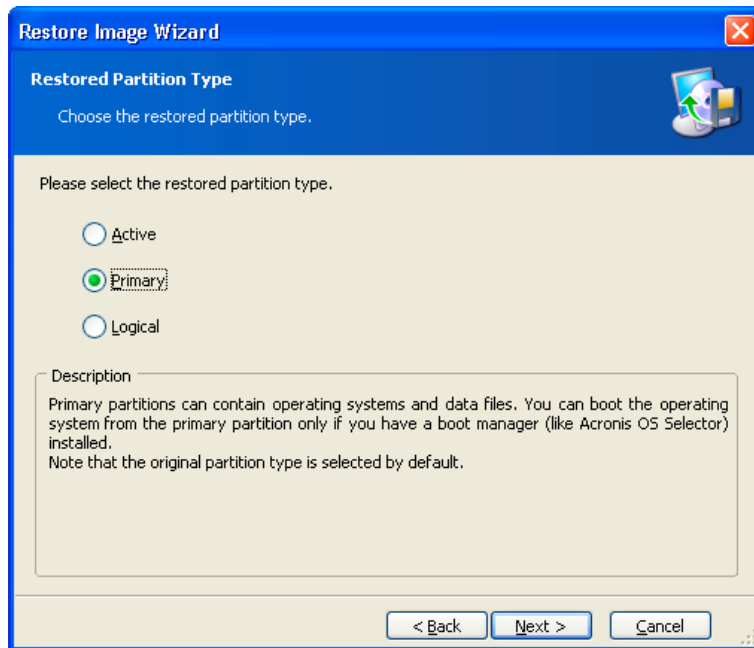 Restore Image Wizard
Restored Partition Type
Choose the restored partition type.
Please select the restored partition type.
Active
Primary
Logical
Description
Primary partitions can contain operating systems and data files. You can boot the operating
system from the primary partition only if you have a boot manager (like Acronis OS Selector)
installed.
Note that the original partition type is selected by default.
< Back
Next >
Cancel